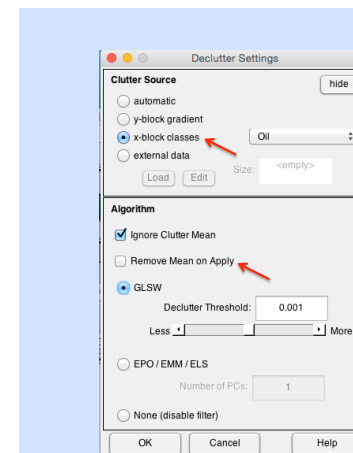 Declutter Settings
Clutter Source
hide
automatic
y-block gradient
x-block classes
Oil
external data
Load Edit Size: <empty>
Algorithm
Ignore Clutter Mean
Remove Mean on Apply
GLSW
Declutter Threshold: 0.001
Less More
EPO / EMM / ELS
Number of PCs: 1
None (disable filter)
OK Cancel Help